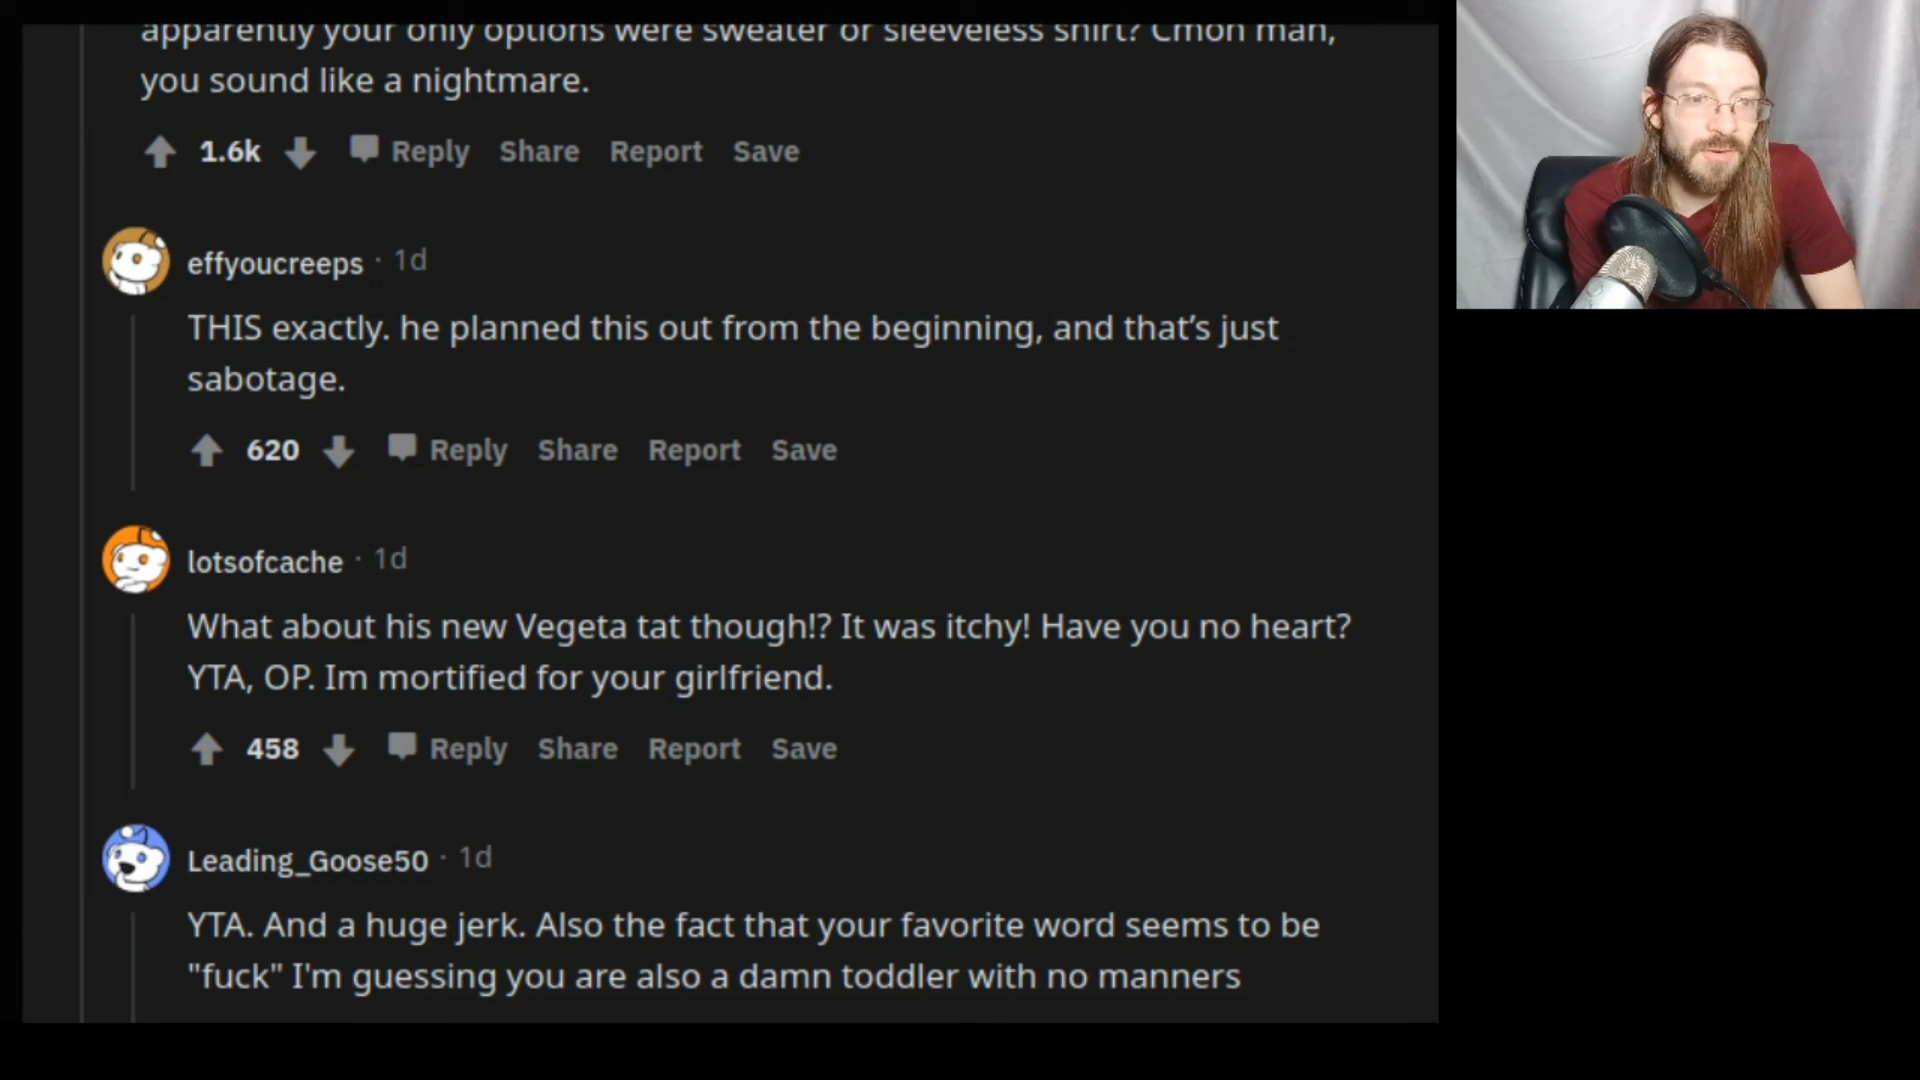 apparently your only options were sweater or sleeveless shirt? Cmon man,
you sound like a nightmare.
1.6k Reply Share Report Save
effyoucreeps · 1d
THIS exactly. he planned this out from the beginning, and that's just
sabotage.
620 Reply Share Report Save
lotsofcache · 1d
What about his new Vegeta tat though!? It was itchy! Have you no heart?
YTA, OP. Im mortified for your girlfriend.
458 Reply Share Report Save
Leading_Goose50 · 1d
YTA. And a huge jerk. Also the fact that your favorite word seems to be
"fuck" I'm guessing you are also a damn toddler with no manners